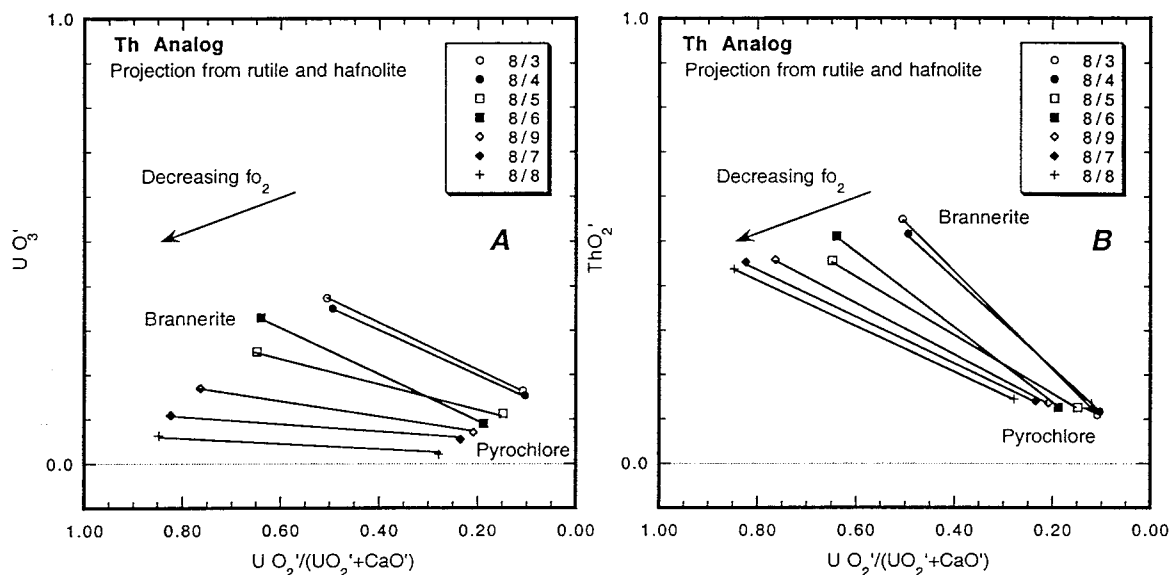 1.0
Th Analog
Projection from rutile and hafnolite
8/3
8/4
8/5
8/6
8/9
8/7
8/8
Decreasing fo2
A
UO3'
Brannerite
Pyrochlore
0.0
1.00 0.80 0.60 0.40 0.20 0.00
UO2'/(UO2'+CaO')
1.0
Th Analog
Projection from rutile and hafnolite
8/3
8/4
8/5
8/6
8/9
8/7
8/8
Decreasing fo2
Brannerite
B
ThO2'
Pyrochlore
0.0
1.00 0.80 0.60 0.40 0.20 0.00
UO2'/(UO2'+CaO')